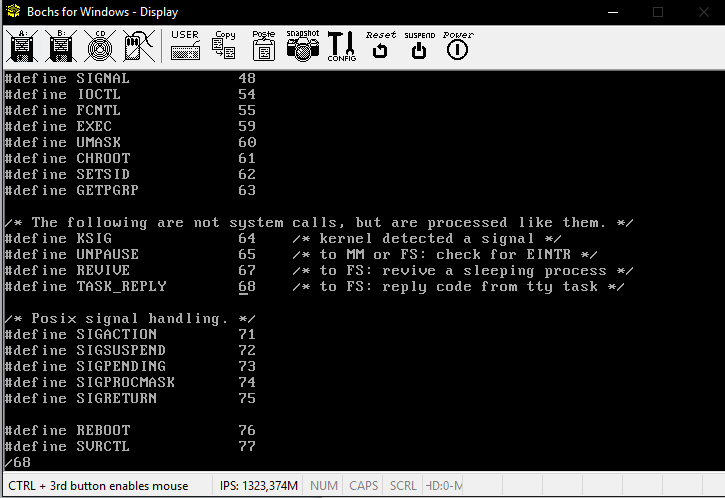 Bochs for Windows - Display
A: B: CD USER Copy Paste snapshot CONFIG Reset SUSPEND Power
#define SIGNAL 48
#define IOCTL 54
#define FCNTL 55
#define EXEC 59
#define UMASK 60
#define CHROOT 61
#define SETSID 62
#define GETPGRP 63
/* The following are not system calls, but are processed like them. */
#define KSIG 64 /* kernel detected a signal */
#define UNPAUSE 65 /* to MM or FS: check for EINTR */
#define REVIVE 67 /* to FS: revive a sleeping process */
#define TASK_REPLY 68 /* to FS: reply code from tty task */
/* Posix signal handling. */
#define SIGACTION 71
#define SIGSUSPEND 72
#define SIGPENDING 73
#define SIGPROCMASK 74
#define SIGRETURN 75
#define REBOOT 76
#define SVRCTL 77
/68
CTRL + 3rd button enables mouse IPS: 1323,374M NUM CAPS SCRL HD:0-M